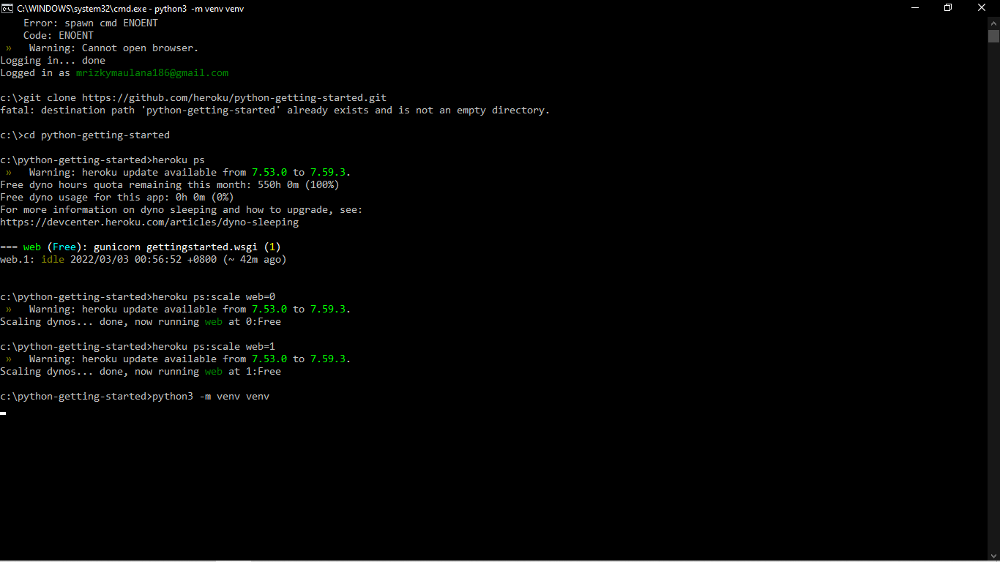 C:\WINDOWS\system32\cmd.exe - python3 -m venv venv
Error: spawn cmd ENOENT
Code: ENOENT
» Warning: Cannot open browser.
Logging in... done
Logged in as mrizkymaulana186@gmail.com
c:\>git clone https://github.com/heroku/python-getting-started.git
fatal: destination path 'python-getting-started' already exists and is not an empty directory.
c:\>cd python-getting-started
c:\python-getting-started>heroku ps
» Warning: heroku update available from 7.53.0 to 7.59.3.
Free dyno hours quota remaining this month: 550h 0m (100%)
Free dyno usage for this app: 0h 0m (0%)
For more information on dyno sleeping and how to upgrade, see:
https://devcenter.heroku.com/articles/dyno-sleeping
=== web (Free): gunicorn gettingstarted.wsgi (1)
web.1: idle 2022/03/03 00:56:52 +0800 (~ 42m ago)
c:\python-getting-started>heroku ps:scale web=0
» Warning: heroku update available from 7.53.0 to 7.59.3.
Scaling dynos... done, now running web at 0:Free
c:\python-getting-started>heroku ps:scale web=1
» Warning: heroku update available from 7.53.0 to 7.59.3.
Scaling dynos... done, now running web at 1:Free
c:\python-getting-started>python3 -m venv venv